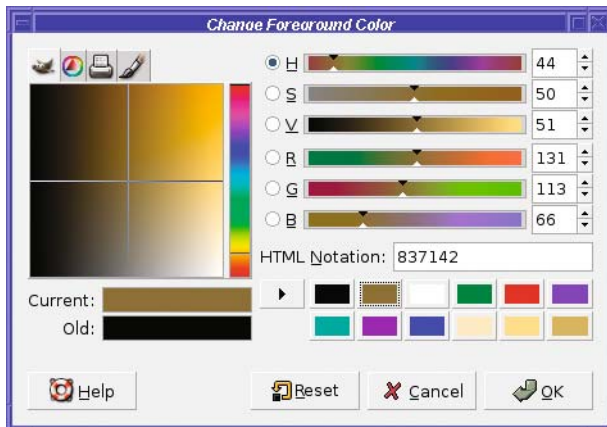 Change Foreground Color
H 44
S 50
V 51
R 131
G 113
B 66
HTML Notation: 837142
Current:
Old:
Help Reset Cancel OK